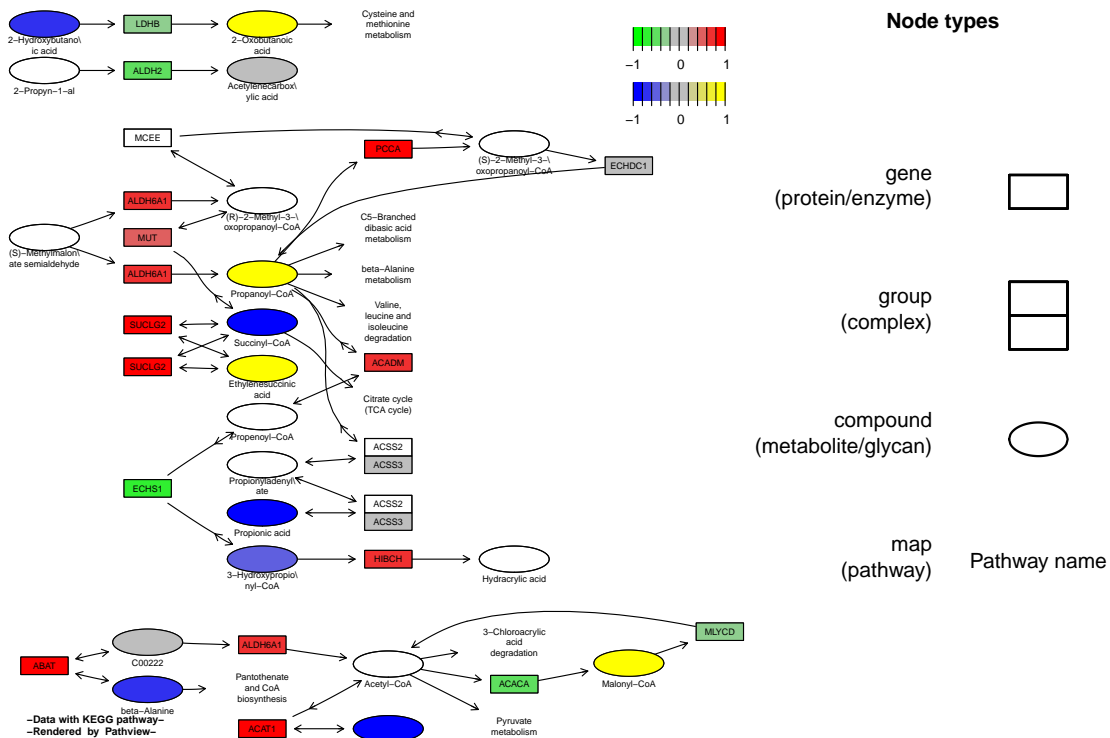 LDHB
2−Hydroxybutano\
ic acid
2−Oxobutanoic
acid
Cysteine and
methionine
metabolism
2−Propyn−1−al
ALDH2
Acetylenecarbox\
ylic acid
−1
0
1
−1
0
1
Node types
MCEE
PCCA
(S)−2−Methyl−3−\
oxopropanoyl−CoA
ECHDC1
ALDH6A1
(R)−2−Methyl−3−\
oxopropanoyl−CoA
MUT
(S)−Methylmalon\
ate semialdehyde
ALDH6A1
Propanoyl−CoA
C5−Branched
dibasic acid
metabolism
beta−Alanine
metabolism
Valine,
leucine and
isoleucine
degradation
SUCLG2
Succinyl−CoA
SUCLG2
Ethylenesuccinic
acid
ACADM
Citrate cycle
(TCA cycle)
Propenoyl−CoA
ACSS2
ACSS3
Propionyladenyl\
ate
ECHS1
ACSS2
ACSS3
Propionic acid
3−Hydroxypropio\
nyl−CoA
HIBCH
Hydracrylic acid
gene
(protein/enzyme)
group
(complex)
compound
(metabolite/glycan)
map
(pathway)
Pathway name
ABAT
C00222
ALDH6A1
beta−Alanine
Pantothenate
and CoA
biosynthesis
Acetyl−CoA
3−Chloroacrylic
acid
degradation
ACACA
Malonyl−CoA
MLYCD
Pyruvate
metabolism
ACAT1
−Data with KEGG pathway−
−Rendered by Pathview−